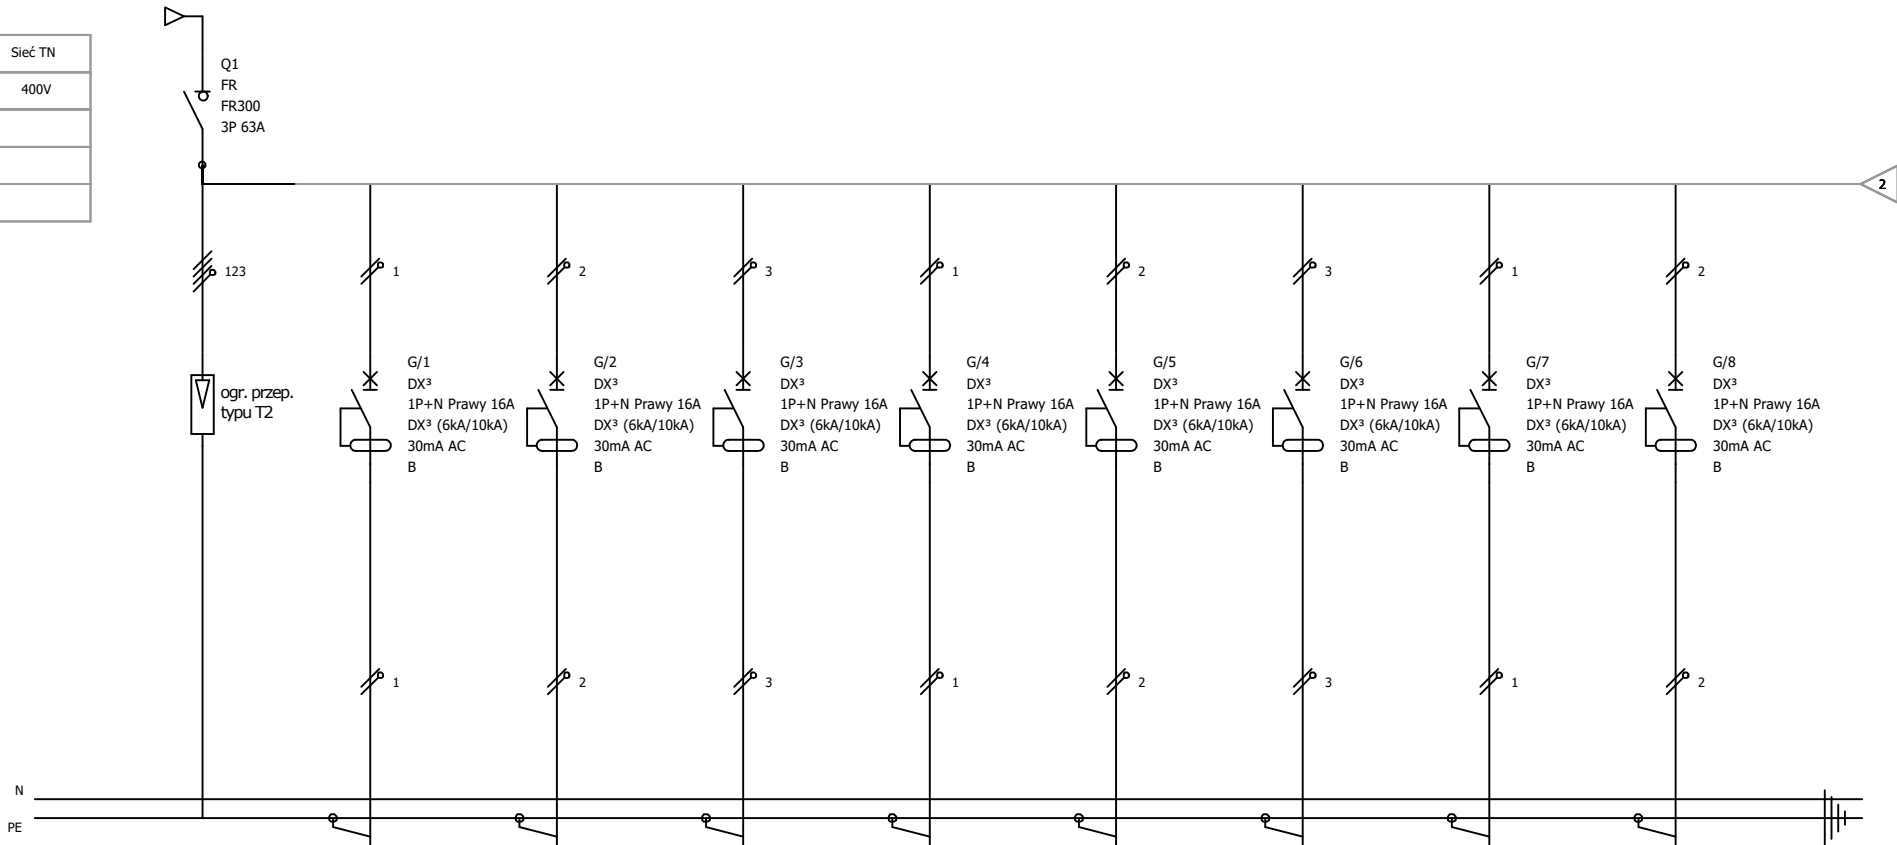 Sieć TN
400V
Q1
FR
FR300
3P 63A
2
123
1
2
3
1
2
3
1
2
ogr. przep.
typu T2
G/1
DX³
1P+N Prawy 16A
DX³ (6kA/10kA)
30mA AC
B
G/2
DX³
1P+N Prawy 16A
DX³ (6kA/10kA)
30mA AC
B
G/3
DX³
1P+N Prawy 16A
DX³ (6kA/10kA)
30mA AC
B
G/4
DX³
1P+N Prawy 16A
DX³ (6kA/10kA)
30mA AC
B
G/5
DX³
1P+N Prawy 16A
DX³ (6kA/10kA)
30mA AC
B
G/6
DX³
1P+N Prawy 16A
DX³ (6kA/10kA)
30mA AC
B
G/7
DX³
1P+N Prawy 16A
DX³ (6kA/10kA)
30mA AC
B
G/8
DX³
1P+N Prawy 16A
DX³ (6kA/10kA)
30mA AC
B
1
2
3
1
2
3
1
2
N
PE